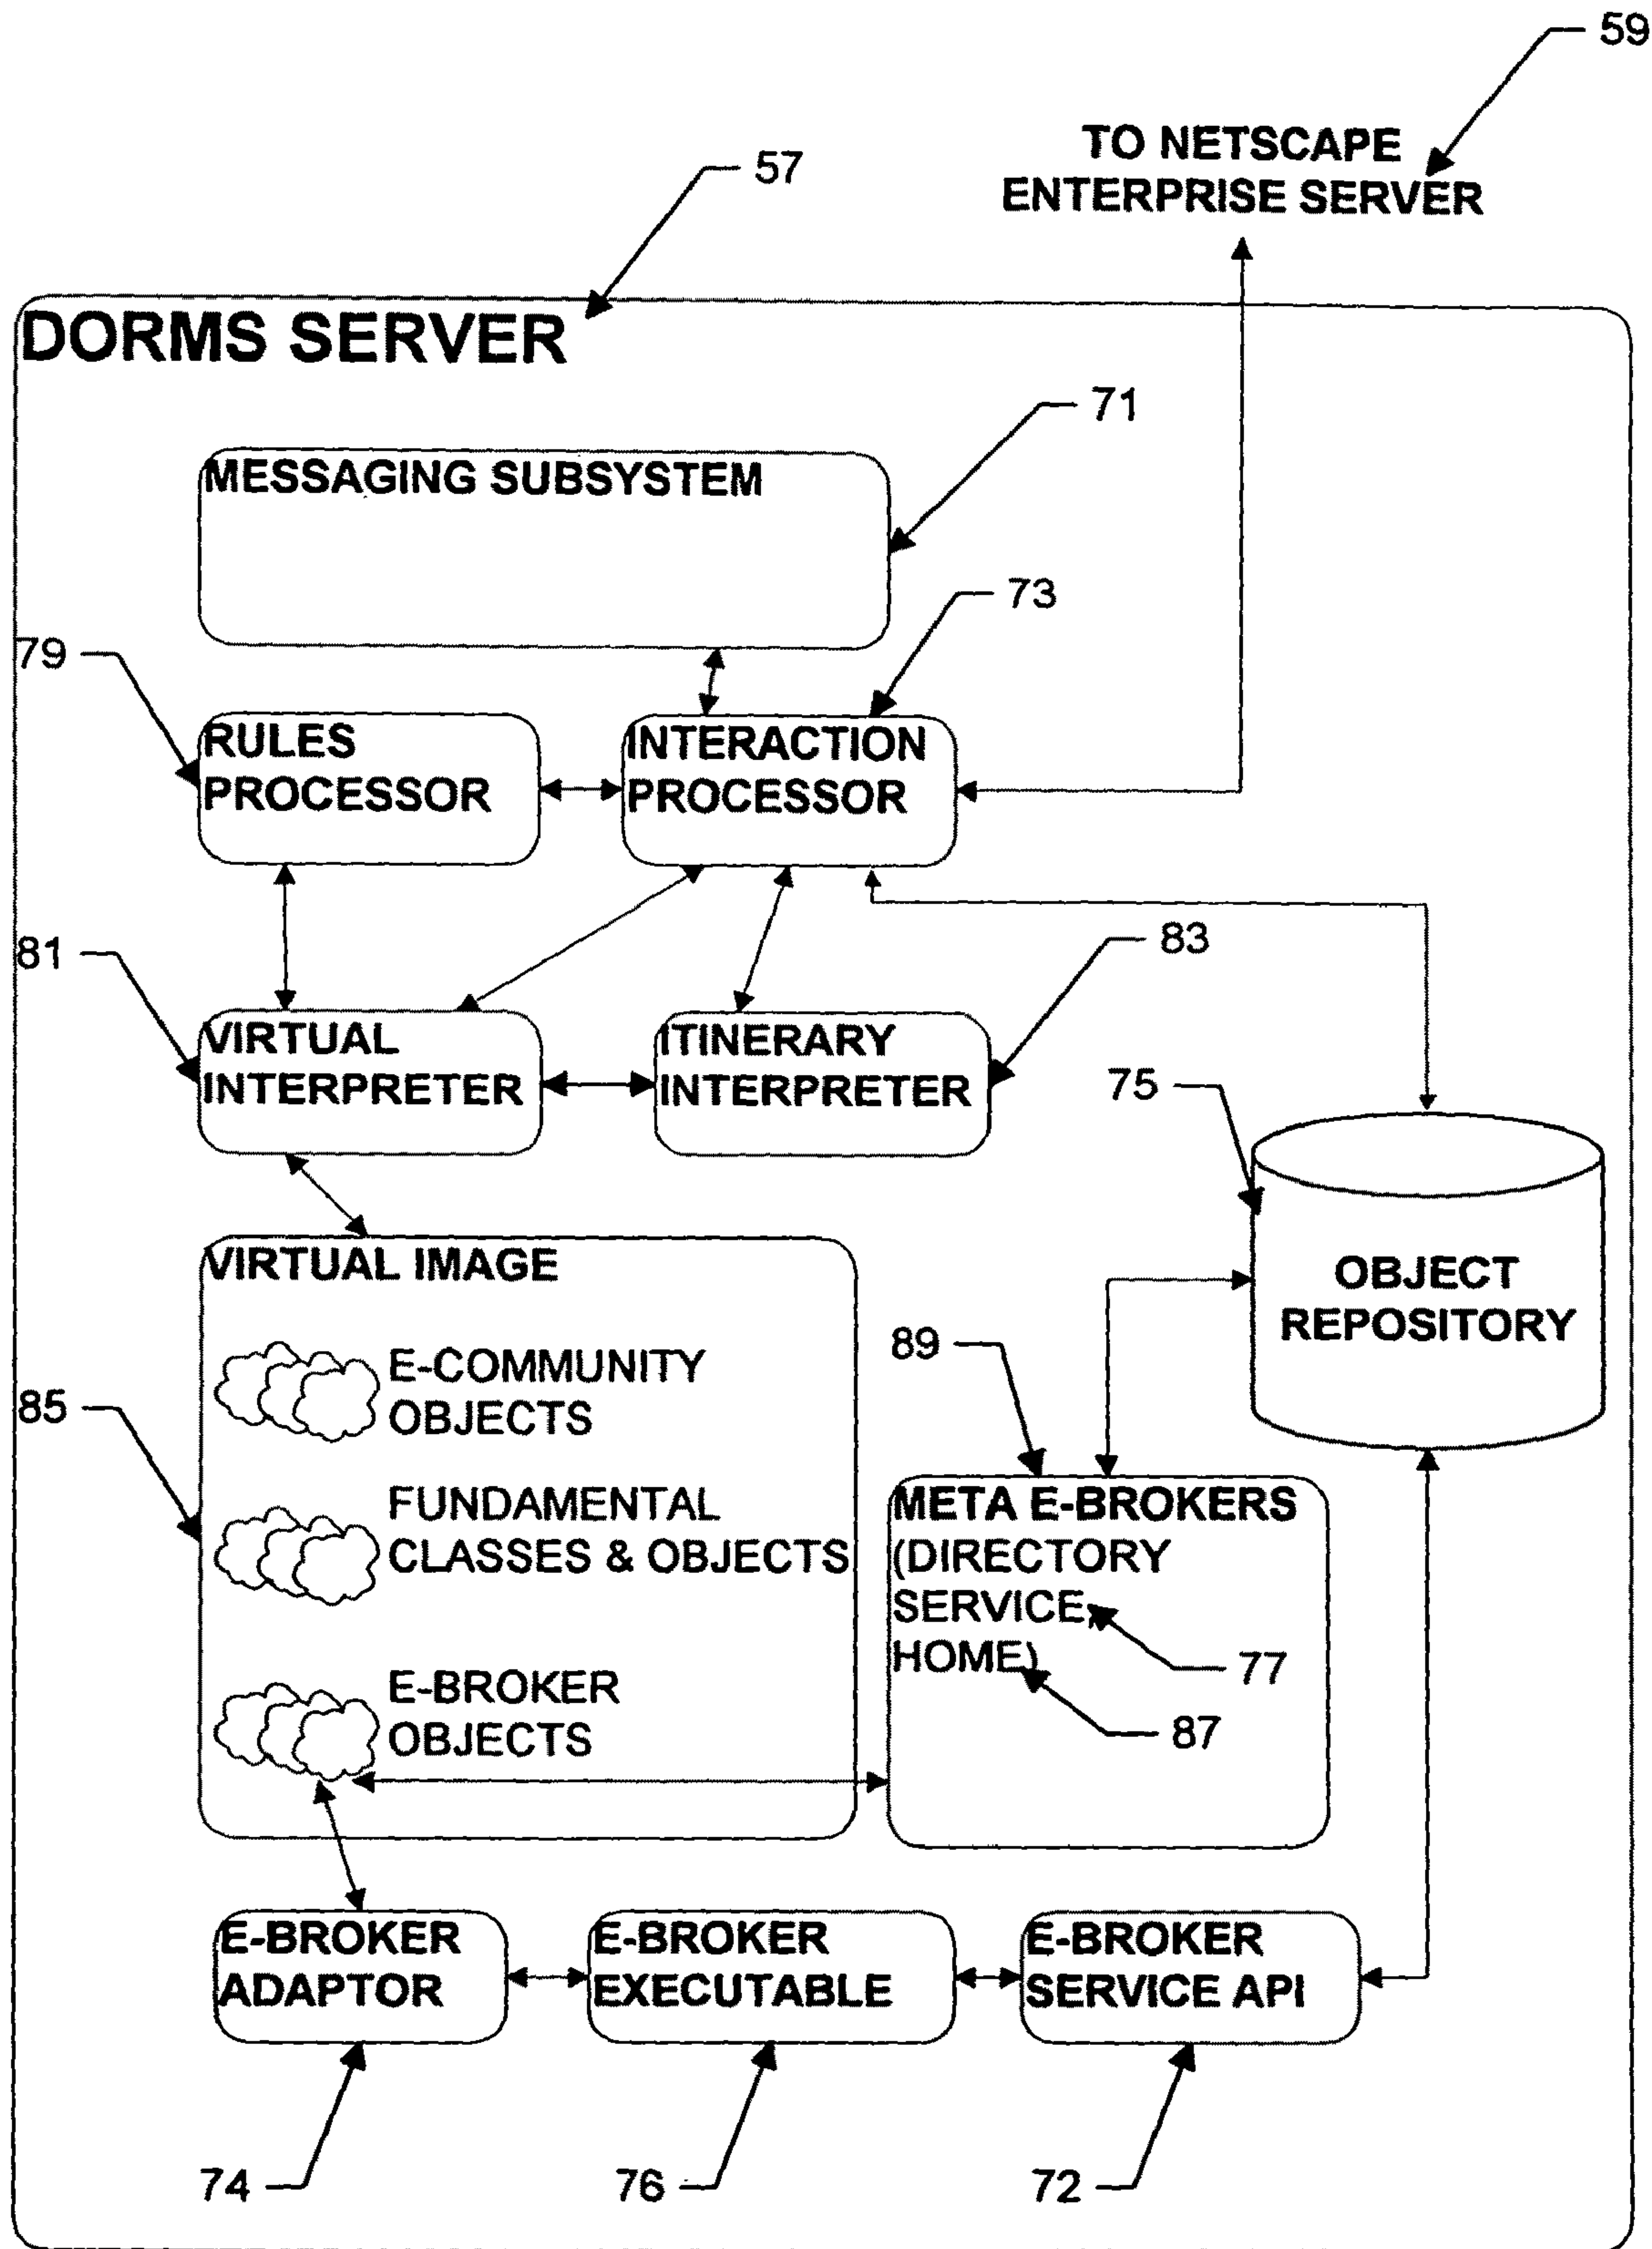 59
TO NETSCAPE
ENTERPRISE SERVER
57
DORMS SERVER
71
MESSAGING SUBSYSTEM
73
79
RULES
PROCESSOR
INTERACTION
PROCESSOR
81
83
VIRTUAL
INTERPRETER
ITINERARY
INTERPRETER
75
OBJECT
REPOSITORY
VIRTUAL IMAGE
89
E-COMMUNITY
OBJECTS
85
FUNDAMENTAL
CLASSES & OBJECTS
META E-BROKERS
(DIRECTORY
SERVICE,
HOME)
77
87
E-BROKER
OBJECTS
E-BROKER
ADAPTOR
E-BROKER
EXECUTABLE
E-BROKER
SERVICE API
74
76
72